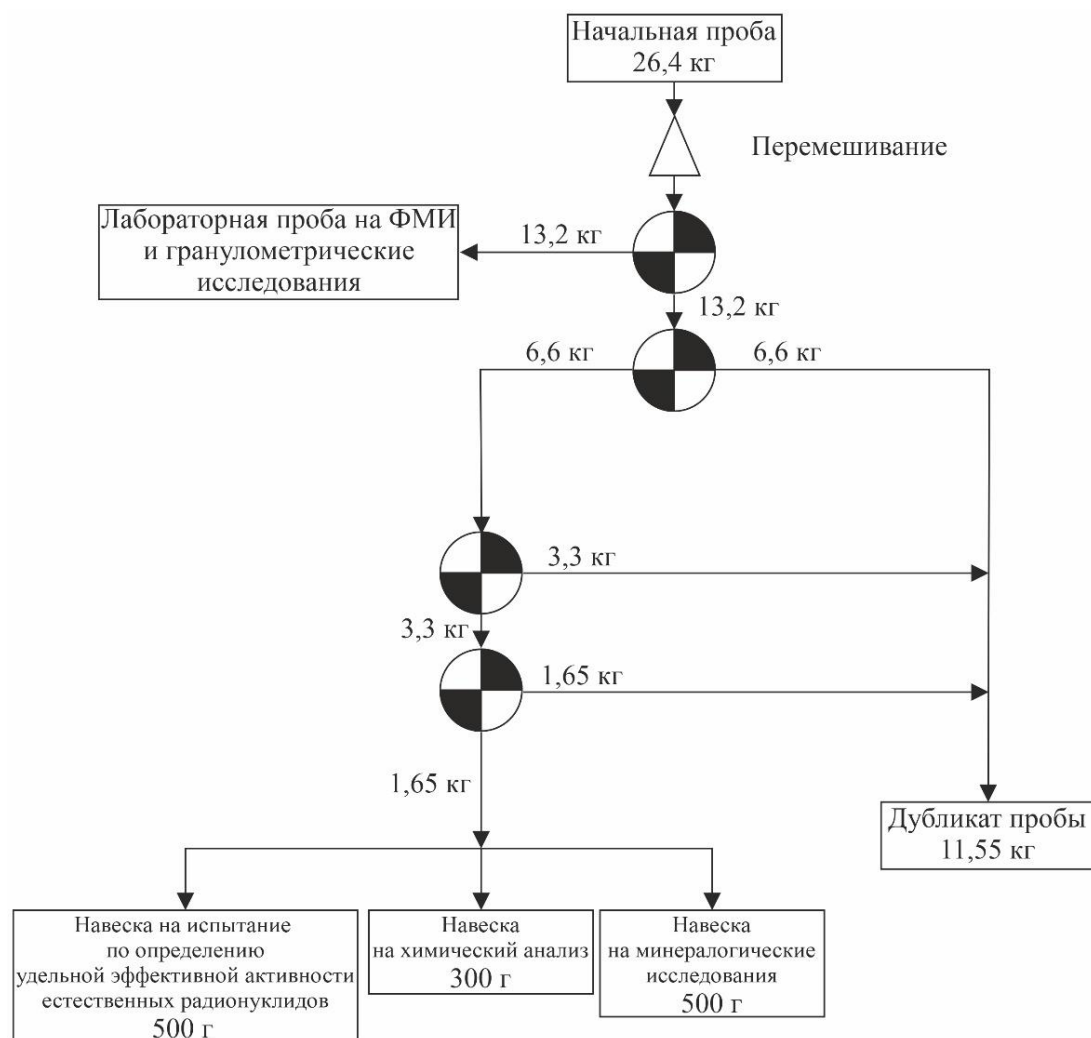 Начальная проба
26,4 кг
Перемешивание
Лабораторная проба на ФМИ
и гранулометрические
исследования
13,2 кг
13,2 кг
6,6 кг
6,6 кг
3,3 кг
3,3 кг
1,65 кг
1,65 кг
Дубликат пробы
11,55 кг
Навеска на испытание
по определению
удельной эффективной активности
естественных радионуклидов
500 г
Навеска
на химический анализ
300 г
Навеска
на минералогические
исследования
500 г